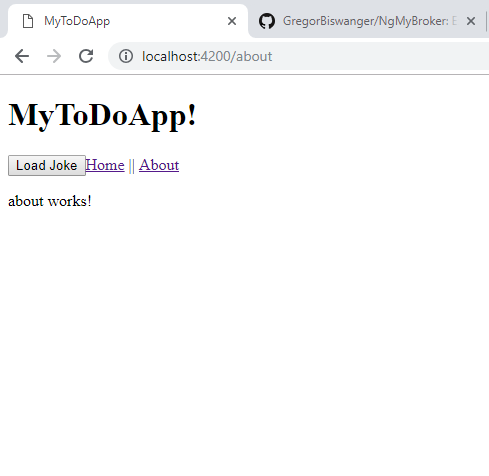 MyToDoApp
GregorBiswanger/NgMyBroker:
localhost:4200/about
MyToDoApp!
Load Joke Home || About
about works!